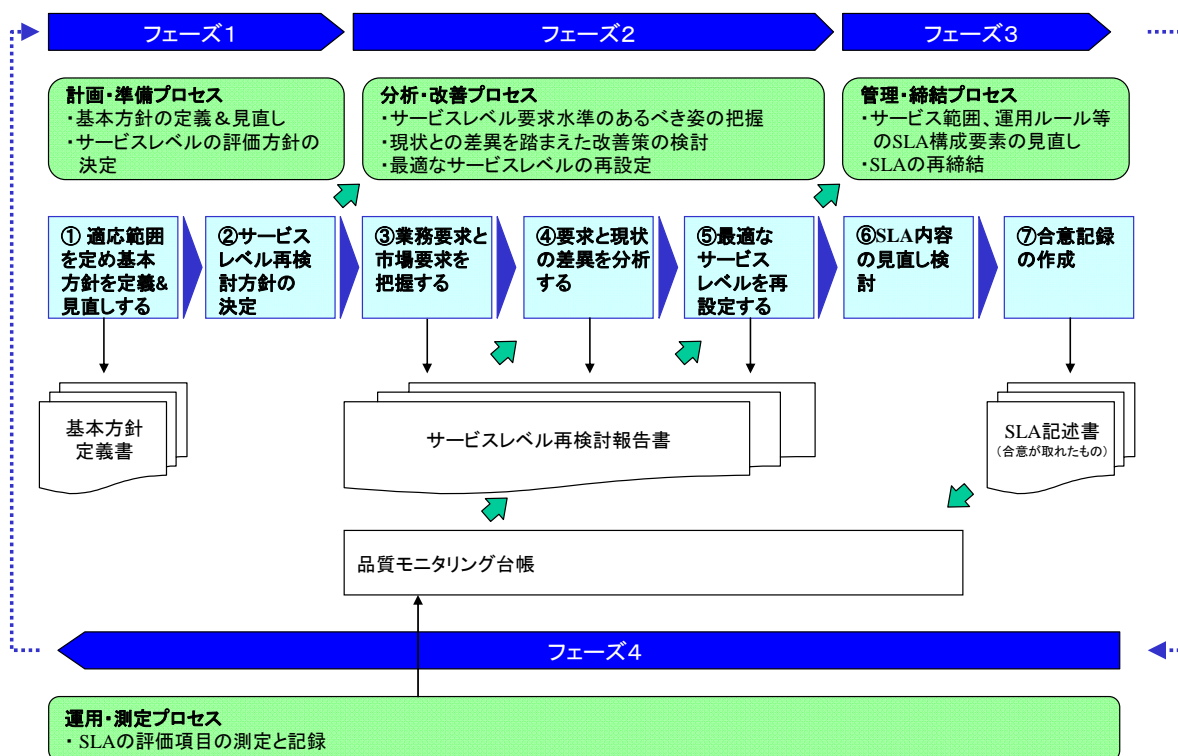 フェーズ1
フェーズ2
フェーズ3
計画・準備プロセス
・基本方針の定義＆見直し
・サービスレベルの評価方針の
決定
分析・改善プロセス
・サービスレベル要求水準のあるべき姿の把握
・現状との差異を踏まえた改善策の検討
・最適なサービスレベルの再設定
管理・締結プロセス
・サービス範囲、運用ルール等
のSLA構成要素の見直し
・SLAの再締結
① 適応範囲
を定め基本
方針を定義&
見直しする
②サービス
レベル再検
討方針の
決定
③業務要求と
市場要求を
把握する
④要求と現状
の差異を分析
する
⑤最適な
サービス
レベルを再
設定する
⑥SLA内容
の見直し検
討
⑦合意記録
の作成
基本方針
定義書
サービスレベル再検討報告書
SLA記述書
（合意が取れたもの）
品質モニタリング台帳
フェーズ4
運用・測定プロセス
・ SLAの評価項目の測定と記録